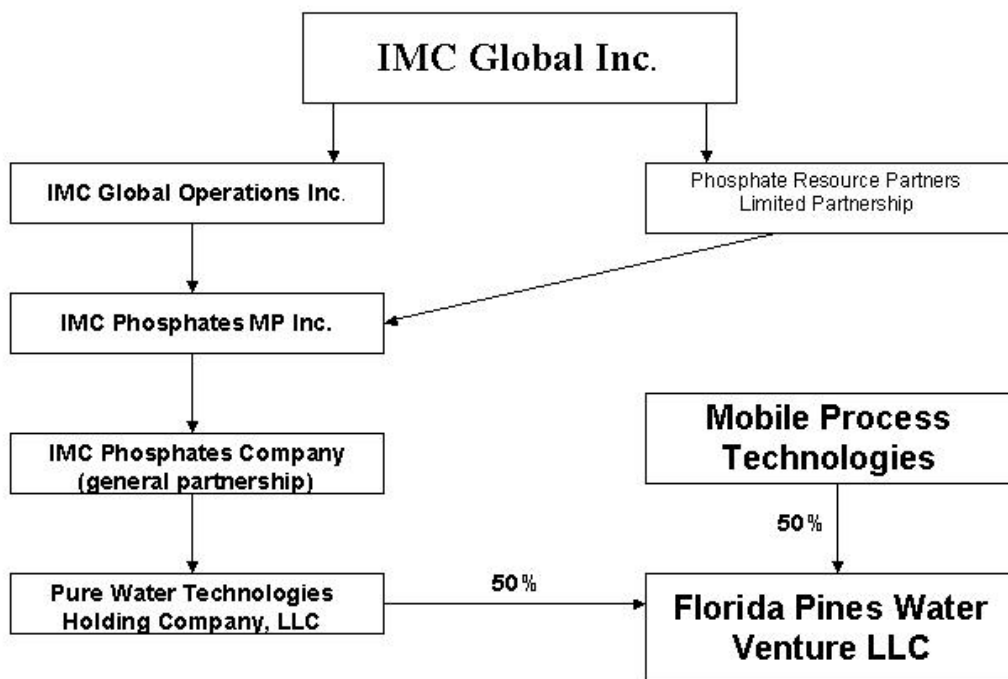 IMC Global Inc.
IMC Global Operations Inc.
Phosphate Resource Partners
Limited Partnership
IMC Phosphates MP Inc.
IMC Phosphates Company
(general partnership)
Mobile Process
Technologies
50%
Pure Water Technologies
Holding Company, LLC
50%
Florida Pines Water
Venture LLC